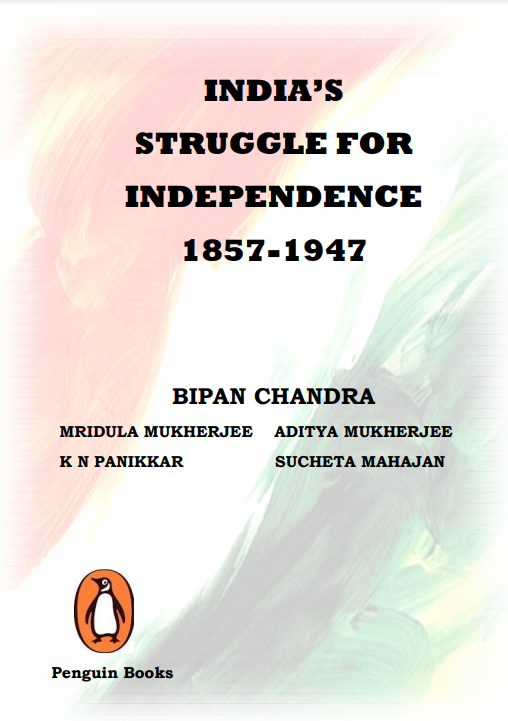 INDIA’S
STRUGGLE FOR
INDEPENDENCE
1857-1947
BIPAN CHANDRA
MRIDULA MUKHERJEE ADITYA MUKHERJEE
K N PANIKKAR SUCHETA MAHAJAN
Penguin Books